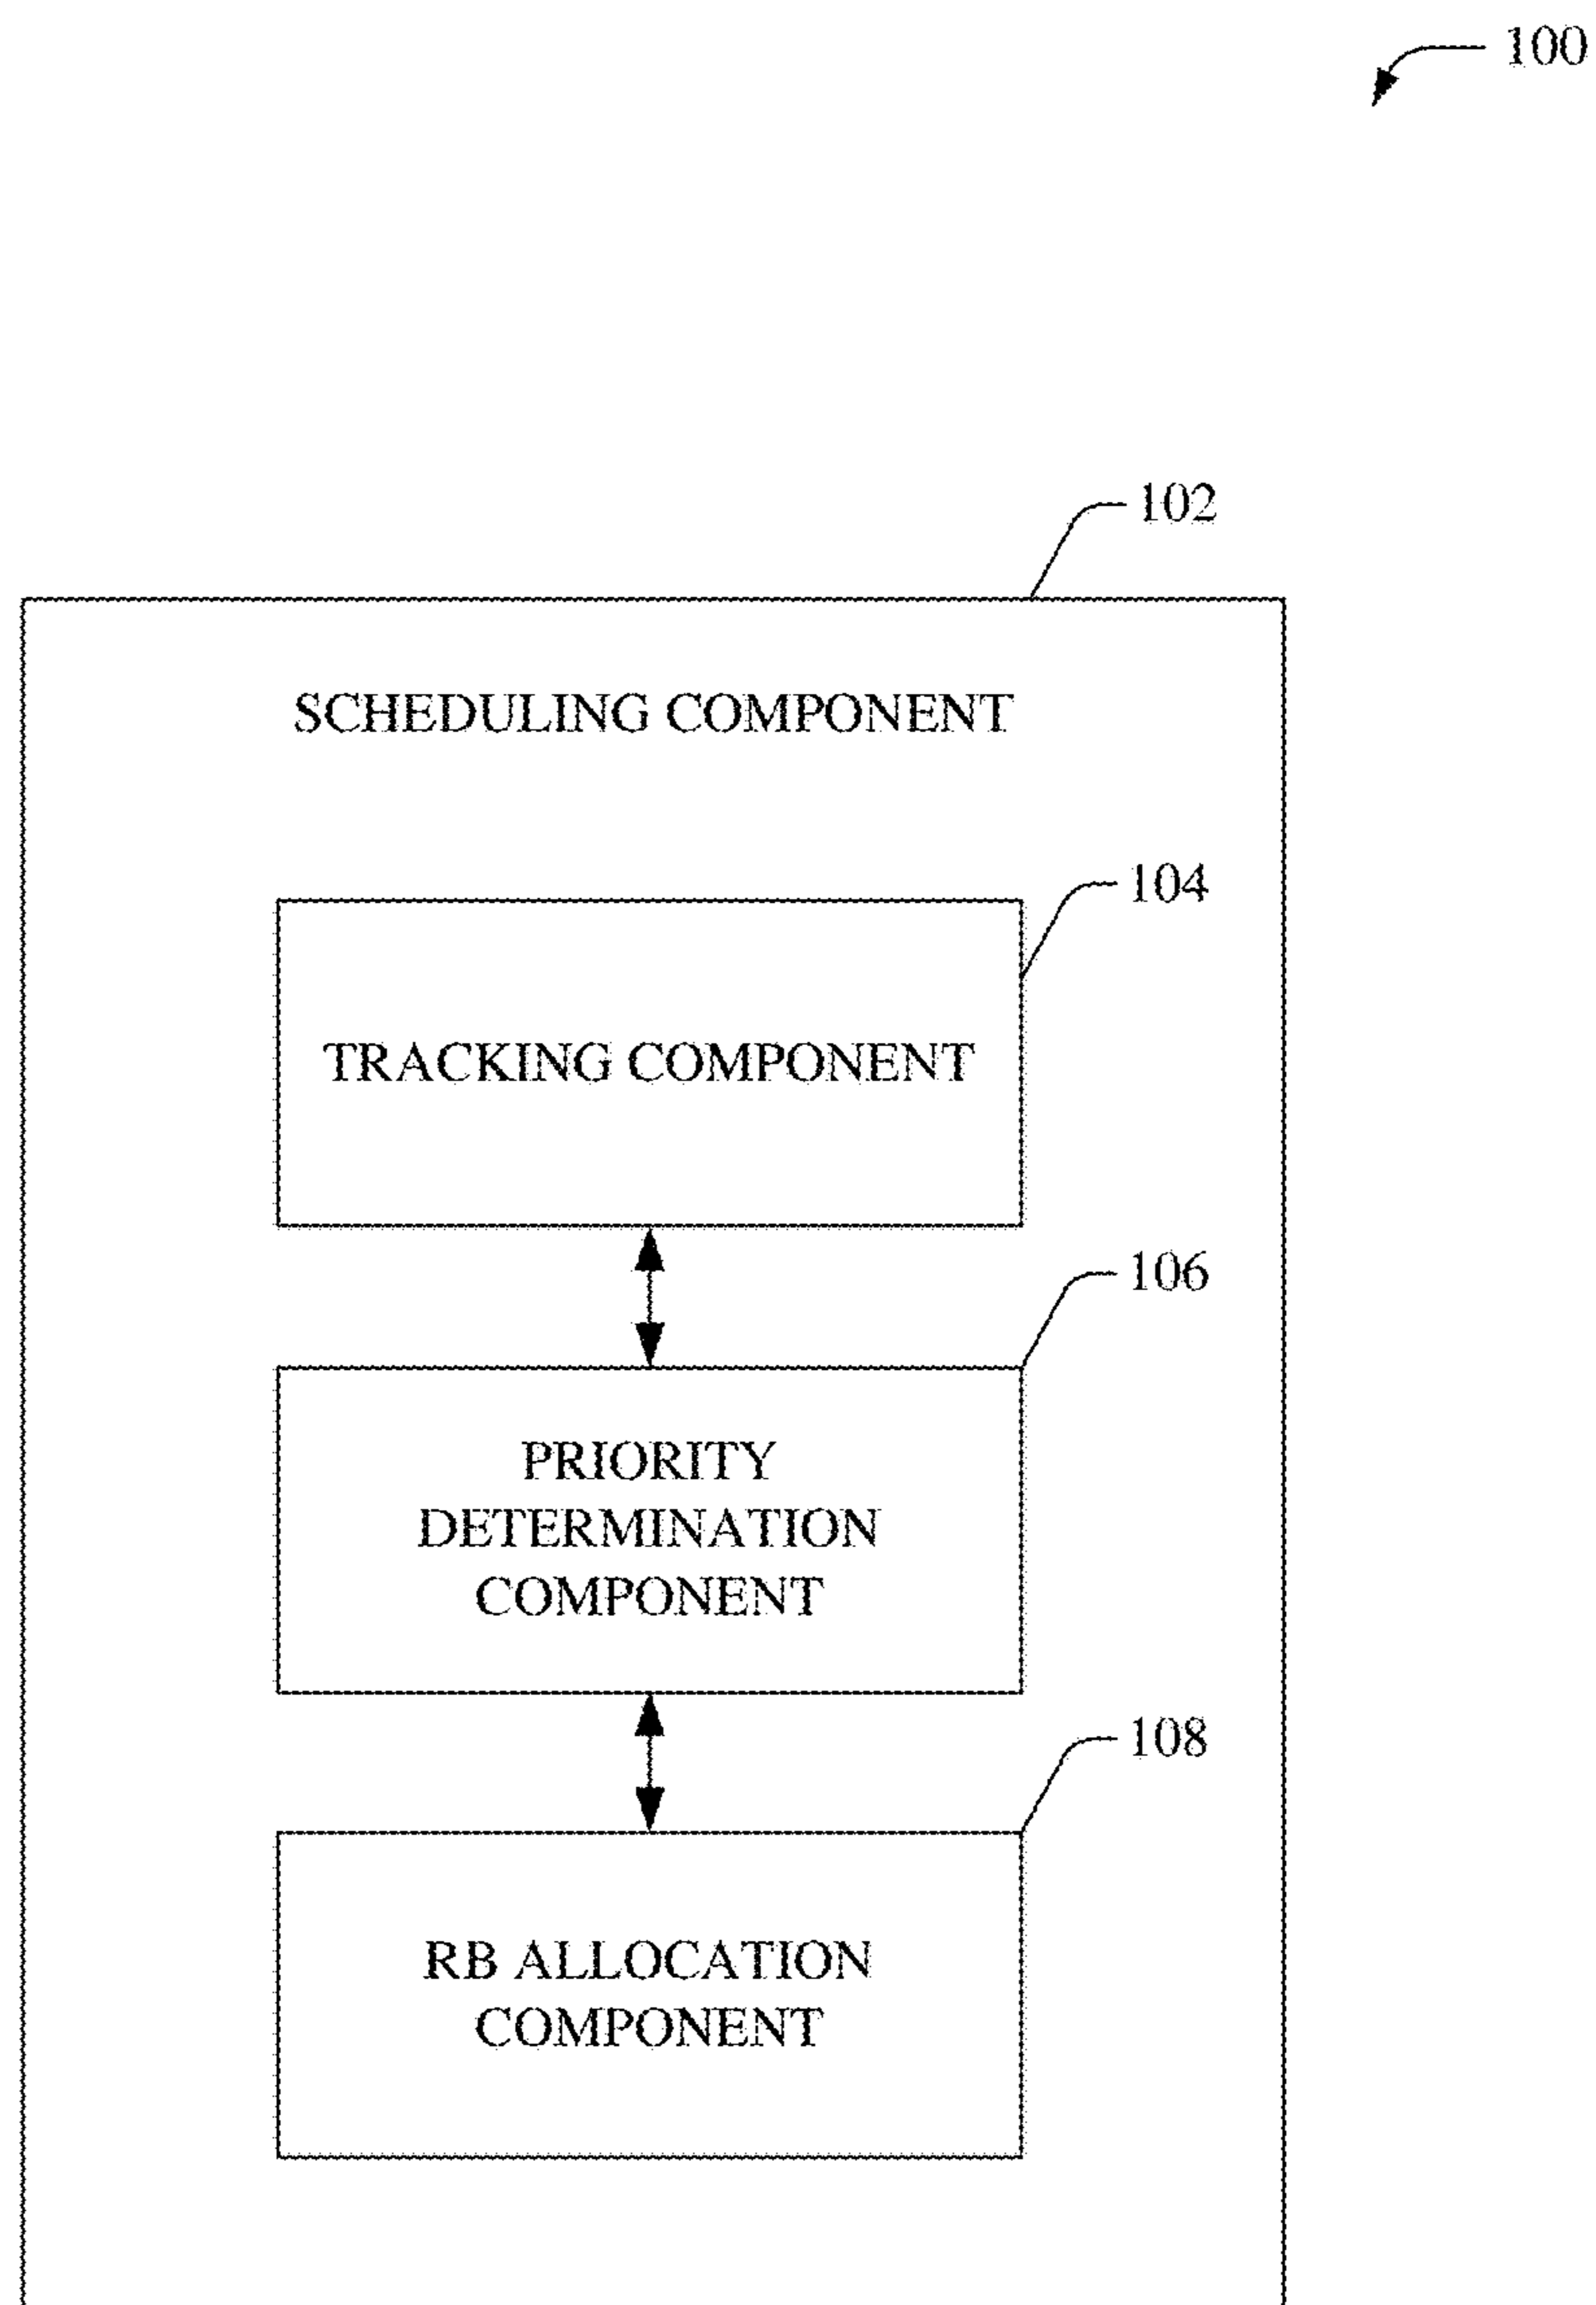 100
102
SCHEDULING COMPONENT
104
TRACKING COMPONENT
106
PRIORITY
DETERMINATION
COMPONENT
108
RB ALLOCATION
COMPONENT